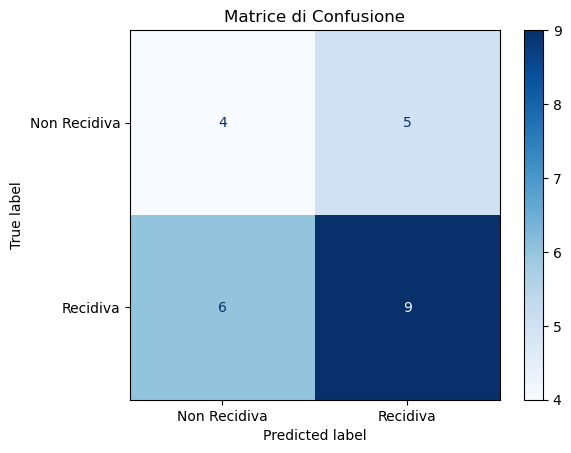 Matrice di Confusione
True label
Non Recidiva
4
5
Recidiva
6
9
Non Recidiva
Recidiva
Predicted label
9
8
7
6
5
4